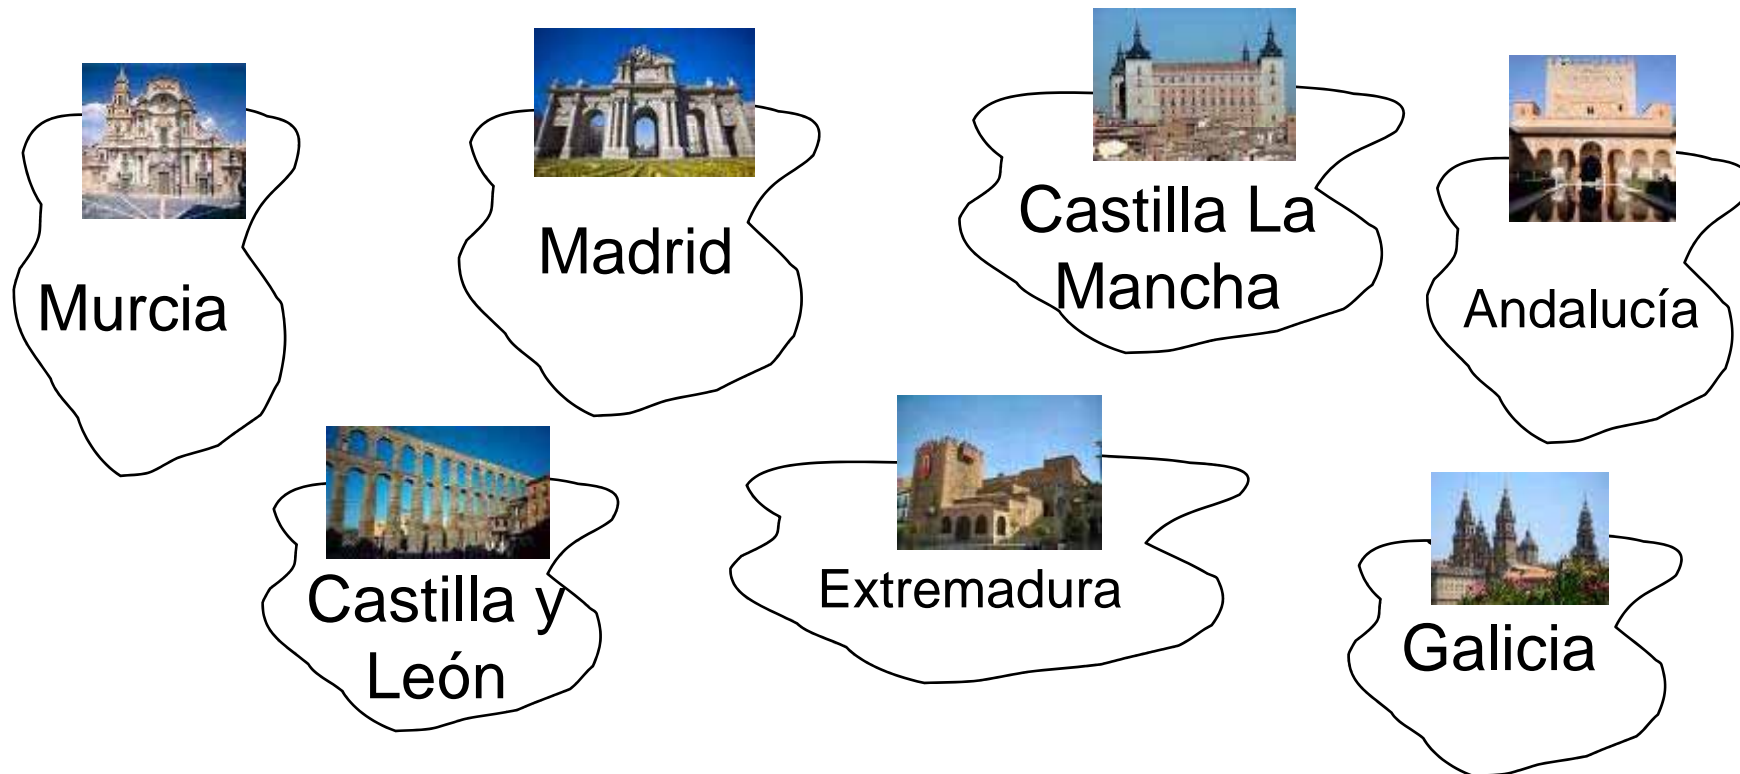 Murcia
Madrid
Castilla La
Mancha
Andalucía
Castilla y
León
Extremadura
Galicia